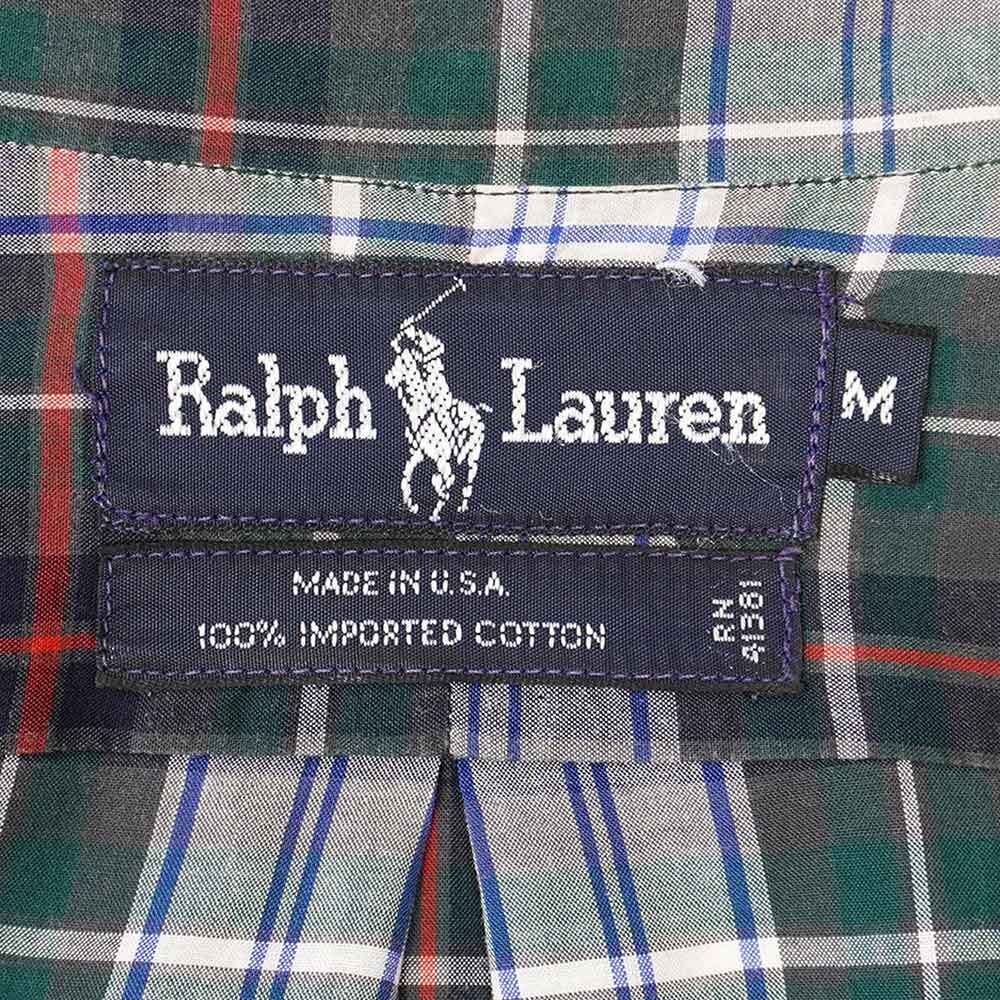 Ralph Lauren
M
MADE IN U.S.A.
100% IMPORTED COTTON
RN
41381